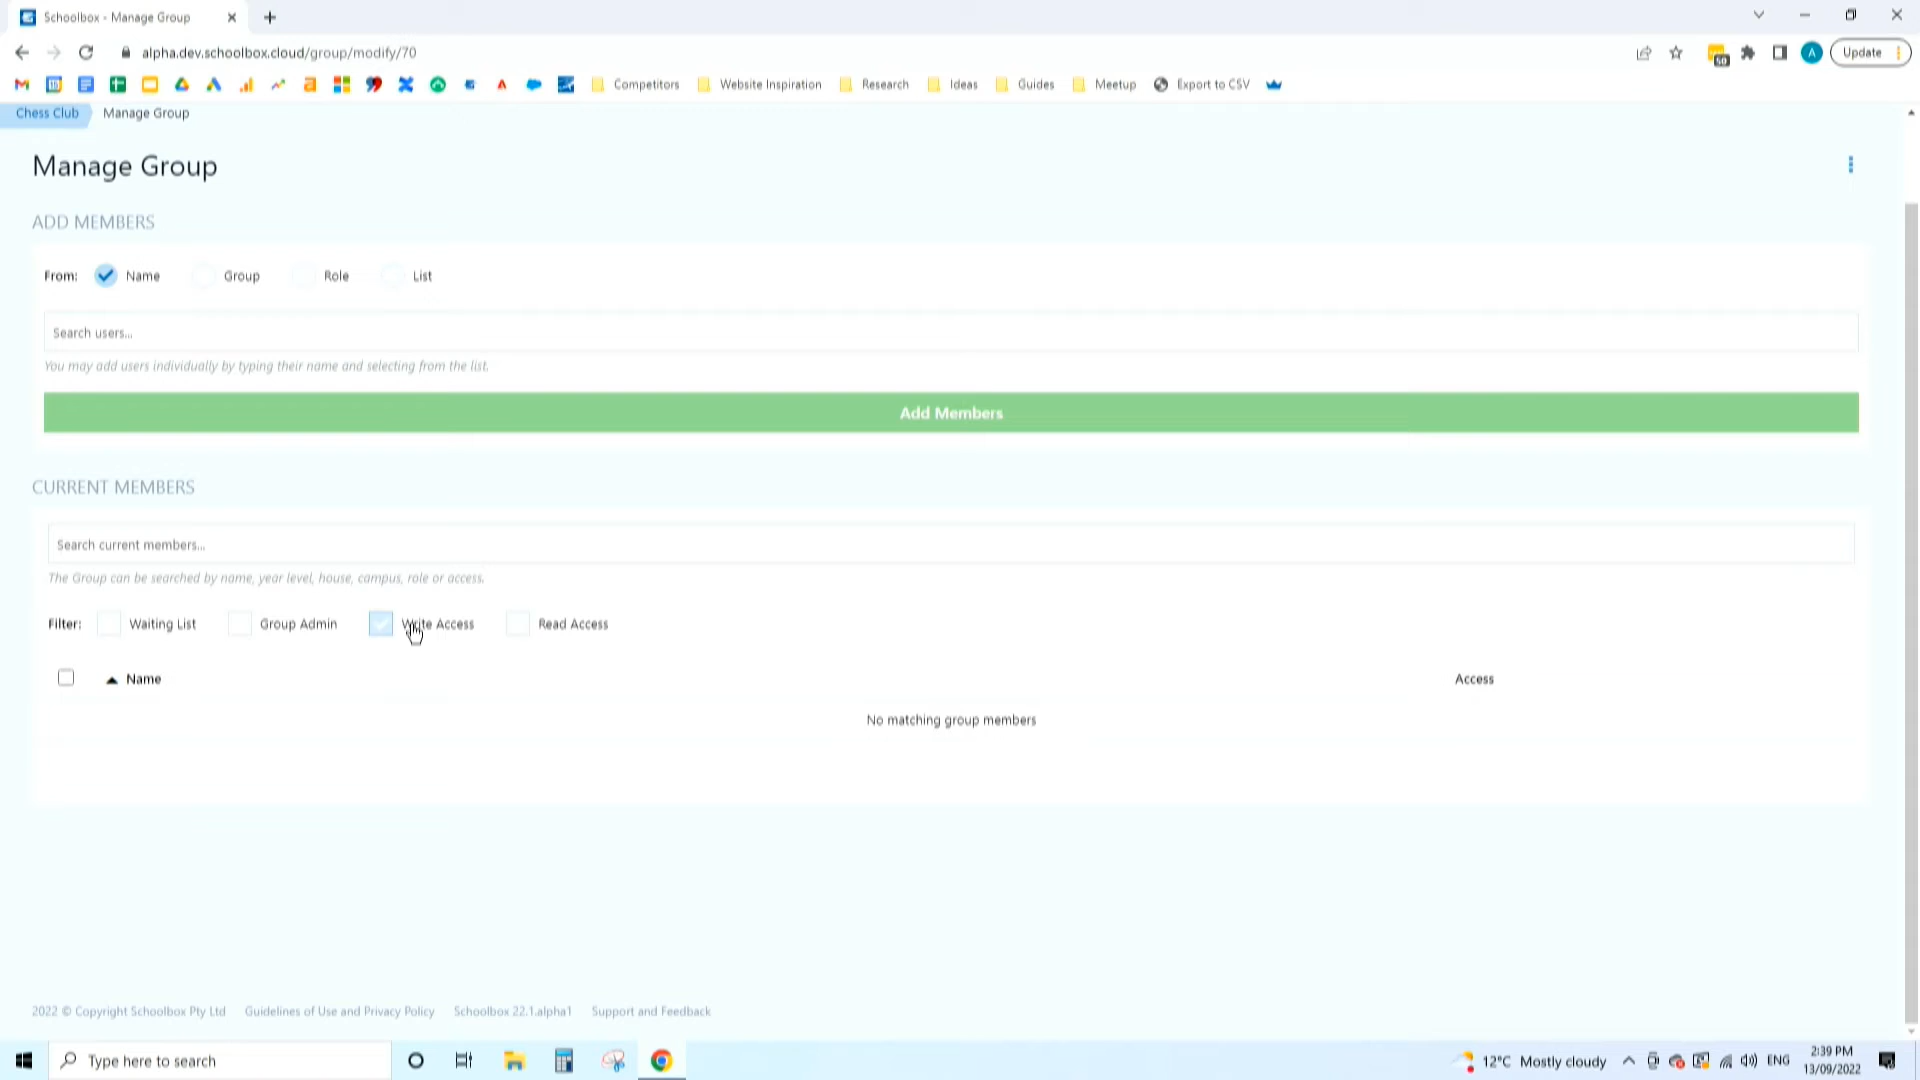 Schoolbox - Manage Group
alpha.dev.schoolbox.cloud/group/modify/70
50
A
Update
Competitors
Website Inspiration
Research
Ideas
Guides
Meetup
Export to CSV
Chess Club
Manage Group
Manage Group
ADD MEMBERS
From: Name Group Role List
Search users...
You may add users individually by typing their name and selecting from the list.
Add Members
CURRENT MEMBERS
Search current members...
The Group can be searched by name, year level, house, campus, role or access.
Filter: Waiting List Group Admin Write Access Read Access
Name Access
No matching group members
2022 © Copyright Schoolbox Pty Ltd Guidelines of Use and Privacy Policy Schoolbox 22.1.alpha1 Support and Feedback
Type here to search
12°C Mostly cloudy
ENG
2:39 PM
13/09/2022